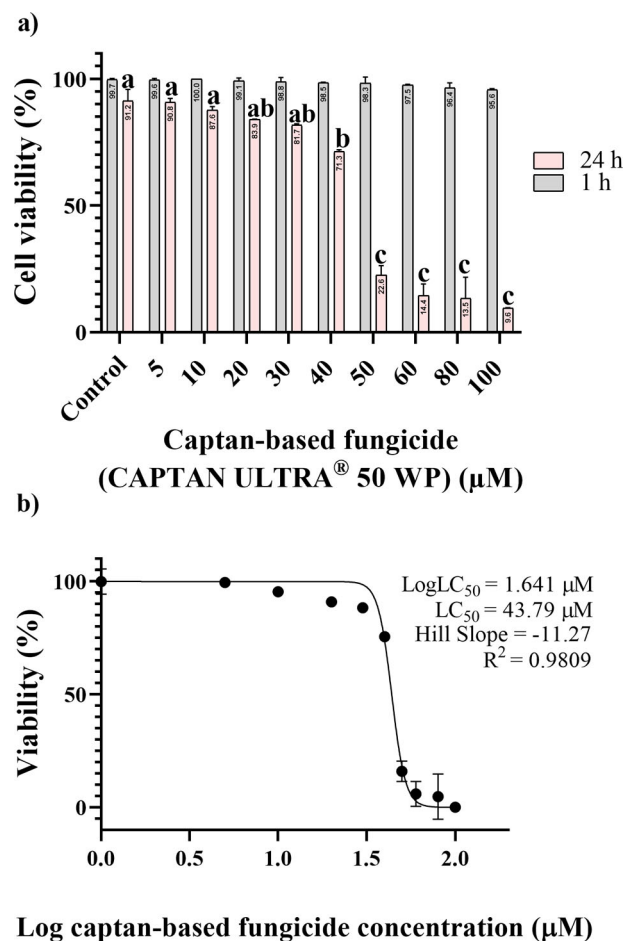 a)
Cell viability (%)
100
50
0
99.7
91.2
99.6
90.8
100.0
87.6
99.1
83.9
98.8
81.7
98.5
71.3
98.3
22.6
97.5
14.4
96.4
13.5
95.6
9.6
a
a
a
ab
ab
b
c
c
c
c
24 h
1 h
Control
5
10
20
30
40
50
60
80
100
Captan-based fungicide
(CAPTAN ULTRA® 50 WP) (µM)
b)
Viability (%)
100
50
0
LogLC50 = 1.641 µM
LC50 = 43.79 µM
Hill Slope = -11.27
R2 = 0.9809
0.0
0.5
1.0
1.5
2.0
Log captan-based fungicide concentration (µM)